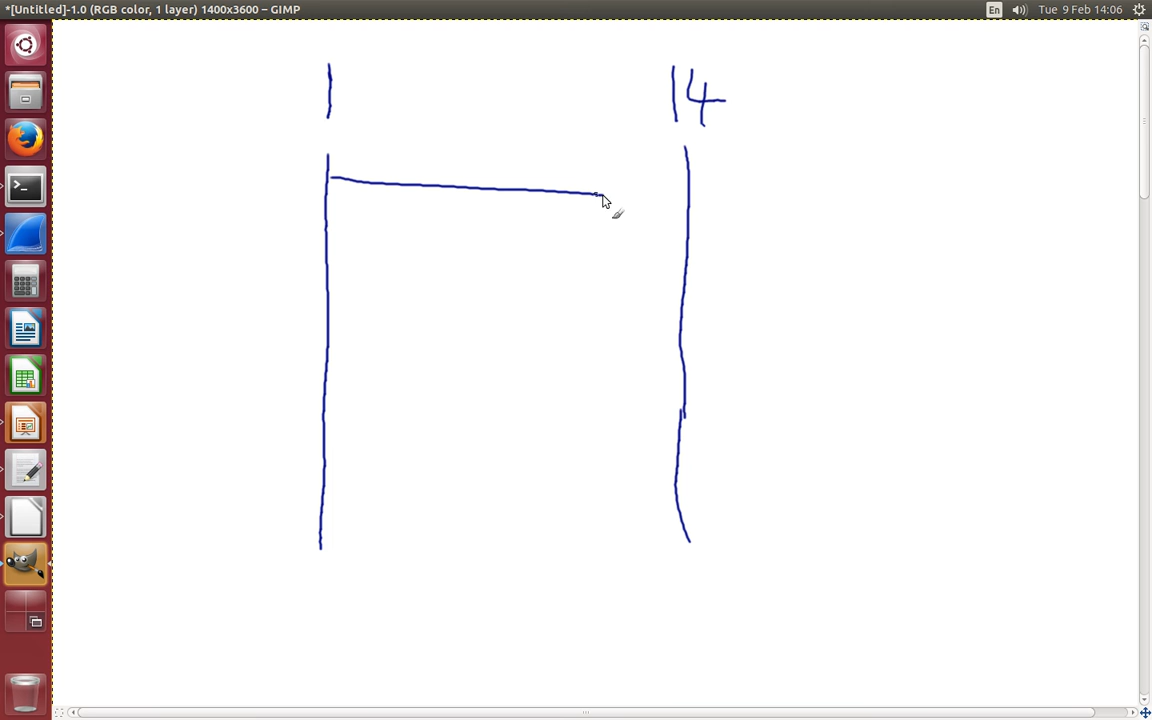 *[Untitled]-1.0 (RGB color, 1 layer) 1400x3600 – GIMP
En
Tue 9 Feb 14:06
1 14